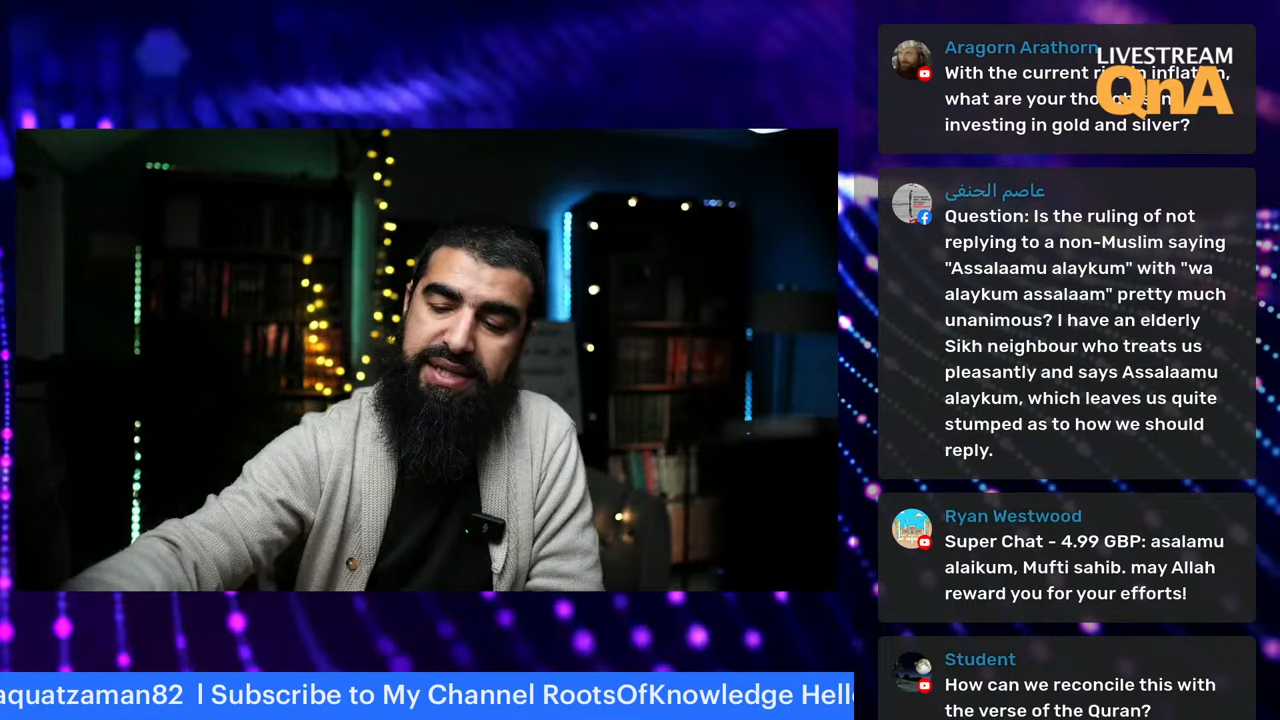 Aragorn Arathorn
LIVESTREAM
QnA
With the current in inflation,
what are your on
investing in gold and silver?
عاصم الحنفی
Question: Is the ruling of not
replying to a non-Muslim saying
"Assalaamu alaykum" with "wa
alaykum assalaam" pretty much
unanimous? I have an elderly
Sikh neighbour who treats us
pleasantly and says Assalaamu
alaykum, which leaves us quite
stumped as to how we should
reply.
Ryan Westwood
Super Chat - 4.99 GBP: asalamu
alaikum, Mufti sahib. may Allah
reward you for your efforts!
Student
How can we reconcile this with
the verse of the Quran?
aquatzaman82 | Subscribe to My Channel RootsOfKnowledge Hell